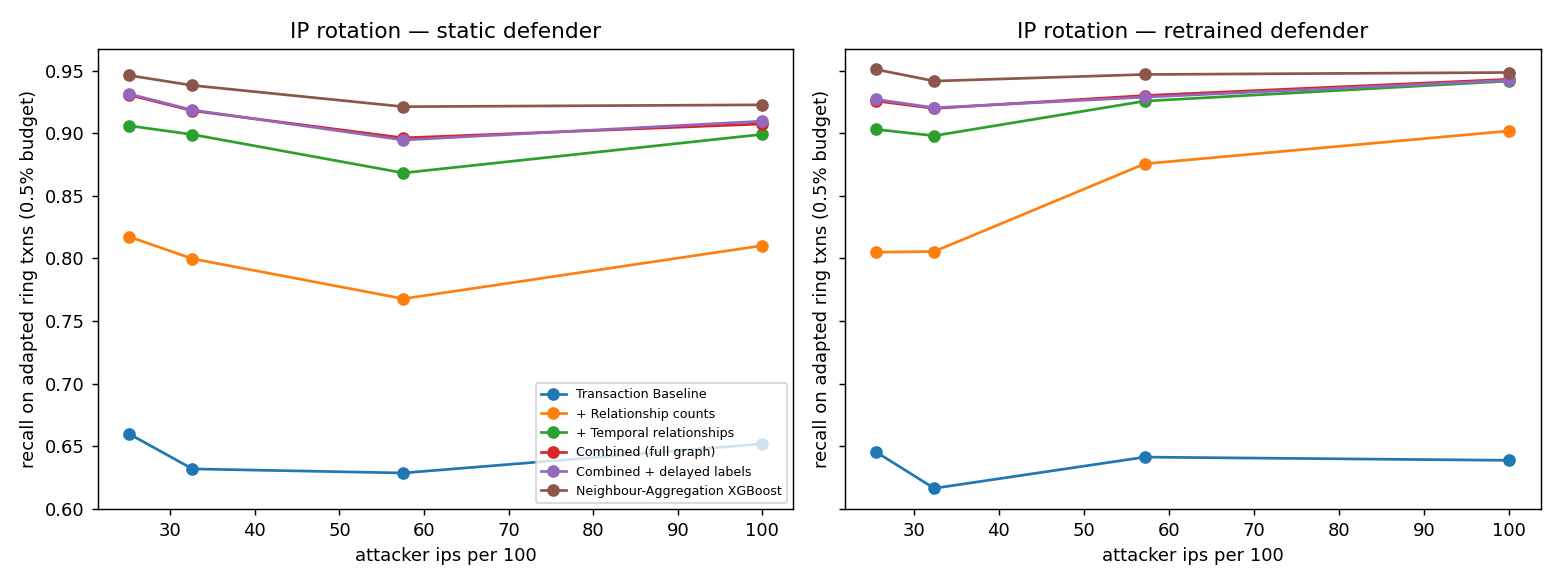 IP rotation — static defender
recall on adapted ring txns (0.5% budget)
0.95
0.90
0.85
0.80
0.75
0.70
0.65
0.60
Transaction Baseline
+ Relationship counts
+ Temporal relationships
Combined (full graph)
Combined + delayed labels
Neighbour-Aggregation XGBoost
30 40 50 60 70 80 90 100
attacker ips per 100
IP rotation — retrained defender
recall on adapted ring txns (0.5% budget)
30 40 50 60 70 80 90 100
attacker ips per 100